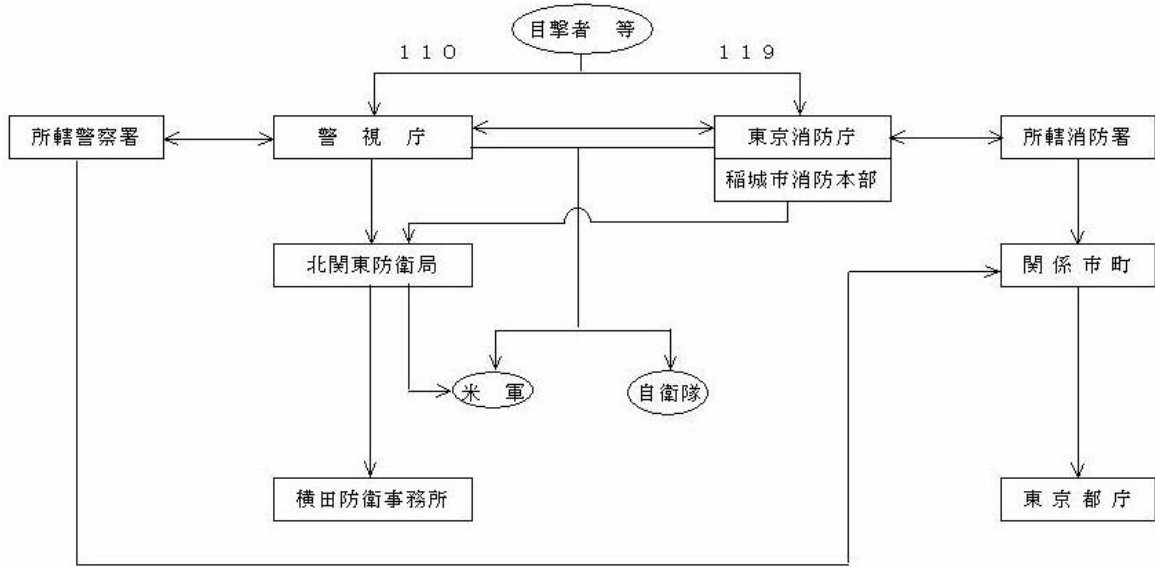 目撃者 等
110
119
所轄警察署
警視庁
東京消防庁
所轄消防署
稲城市消防本部
北関東防衛局
関係市町
米軍
自衛隊
横田防衛事務所
東京都庁